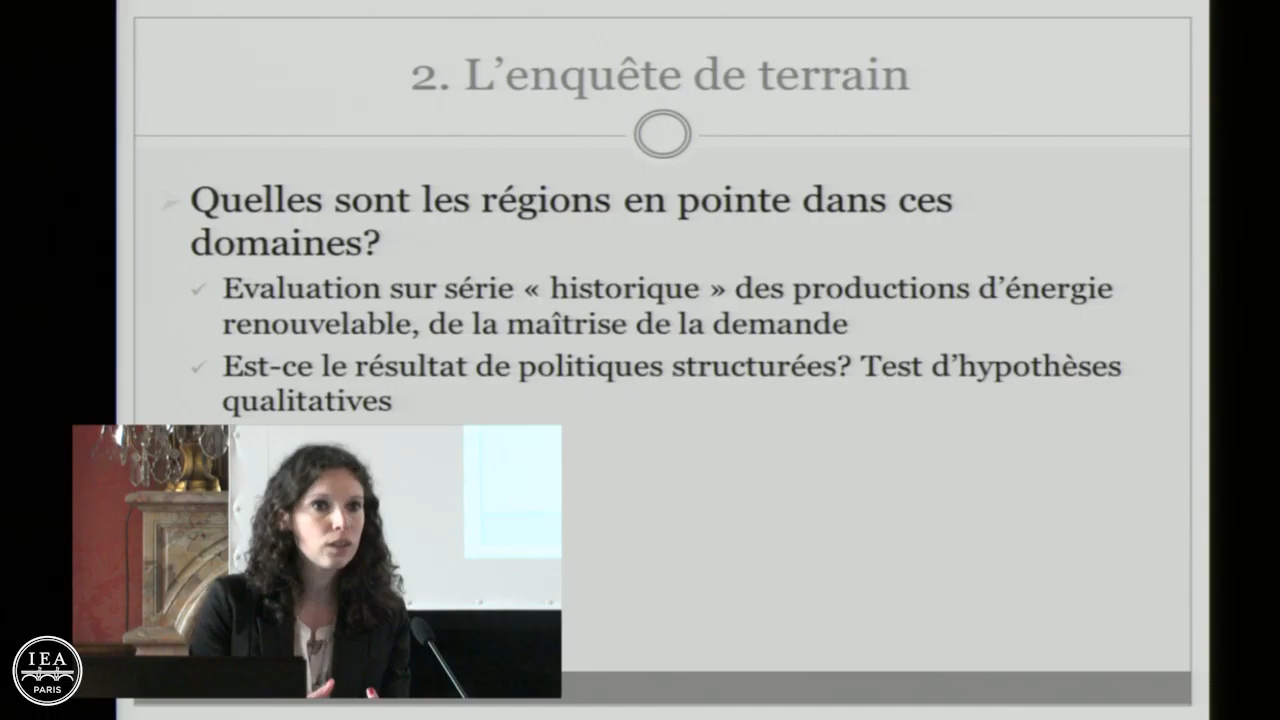 2. L’enquête de terrain
Quelles sont les régions en pointe dans ces
domaines?
Evaluation sur série « historique » des productions d’énergie
renouvelable, de la maîtrise de la demande
Est-ce le résultat de politiques structurées? Test d’hypothèses
qualitatives
IEA
PARIS